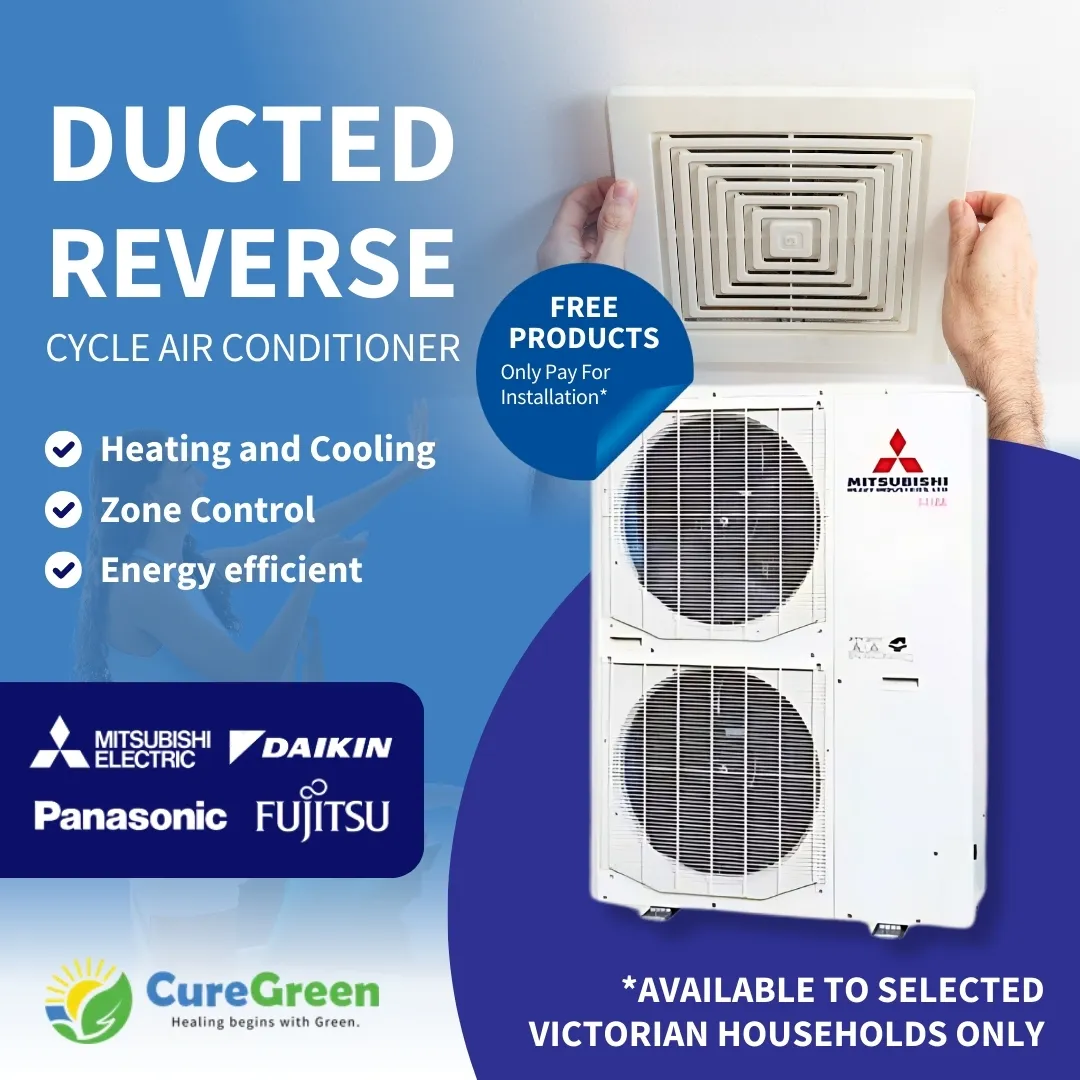 DUCTED
REVERSE
CYCLE AIR CONDITIONER
FREE
PRODUCTS
Only Pay For
Installation*
Heating and Cooling
Zone Control
Energy efficient
MITSUBISHI
MITSUBISHI
ELECTRIC
DAIKIN
Panasonic
FUJITSU
CureGreen
Healing begins with Green.
*AVAILABLE TO SELECTED
VICTORIAN HOUSEHOLDS ONLY